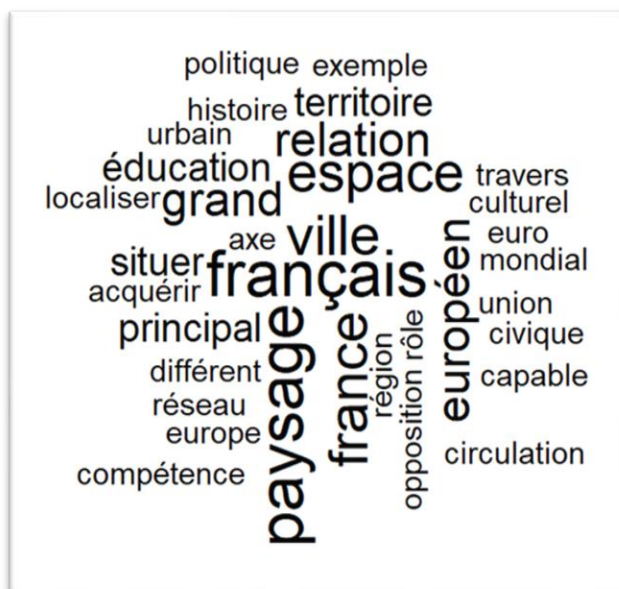 politique exemple
histoire territoire
urbain relation
éducation espace travers
localiser grand culturel
axe ville euro
situer français mondial
acquérir union
principal civique
paysage france région opposition rôle européen
différent capable
réseau
europe
circulation
compétence